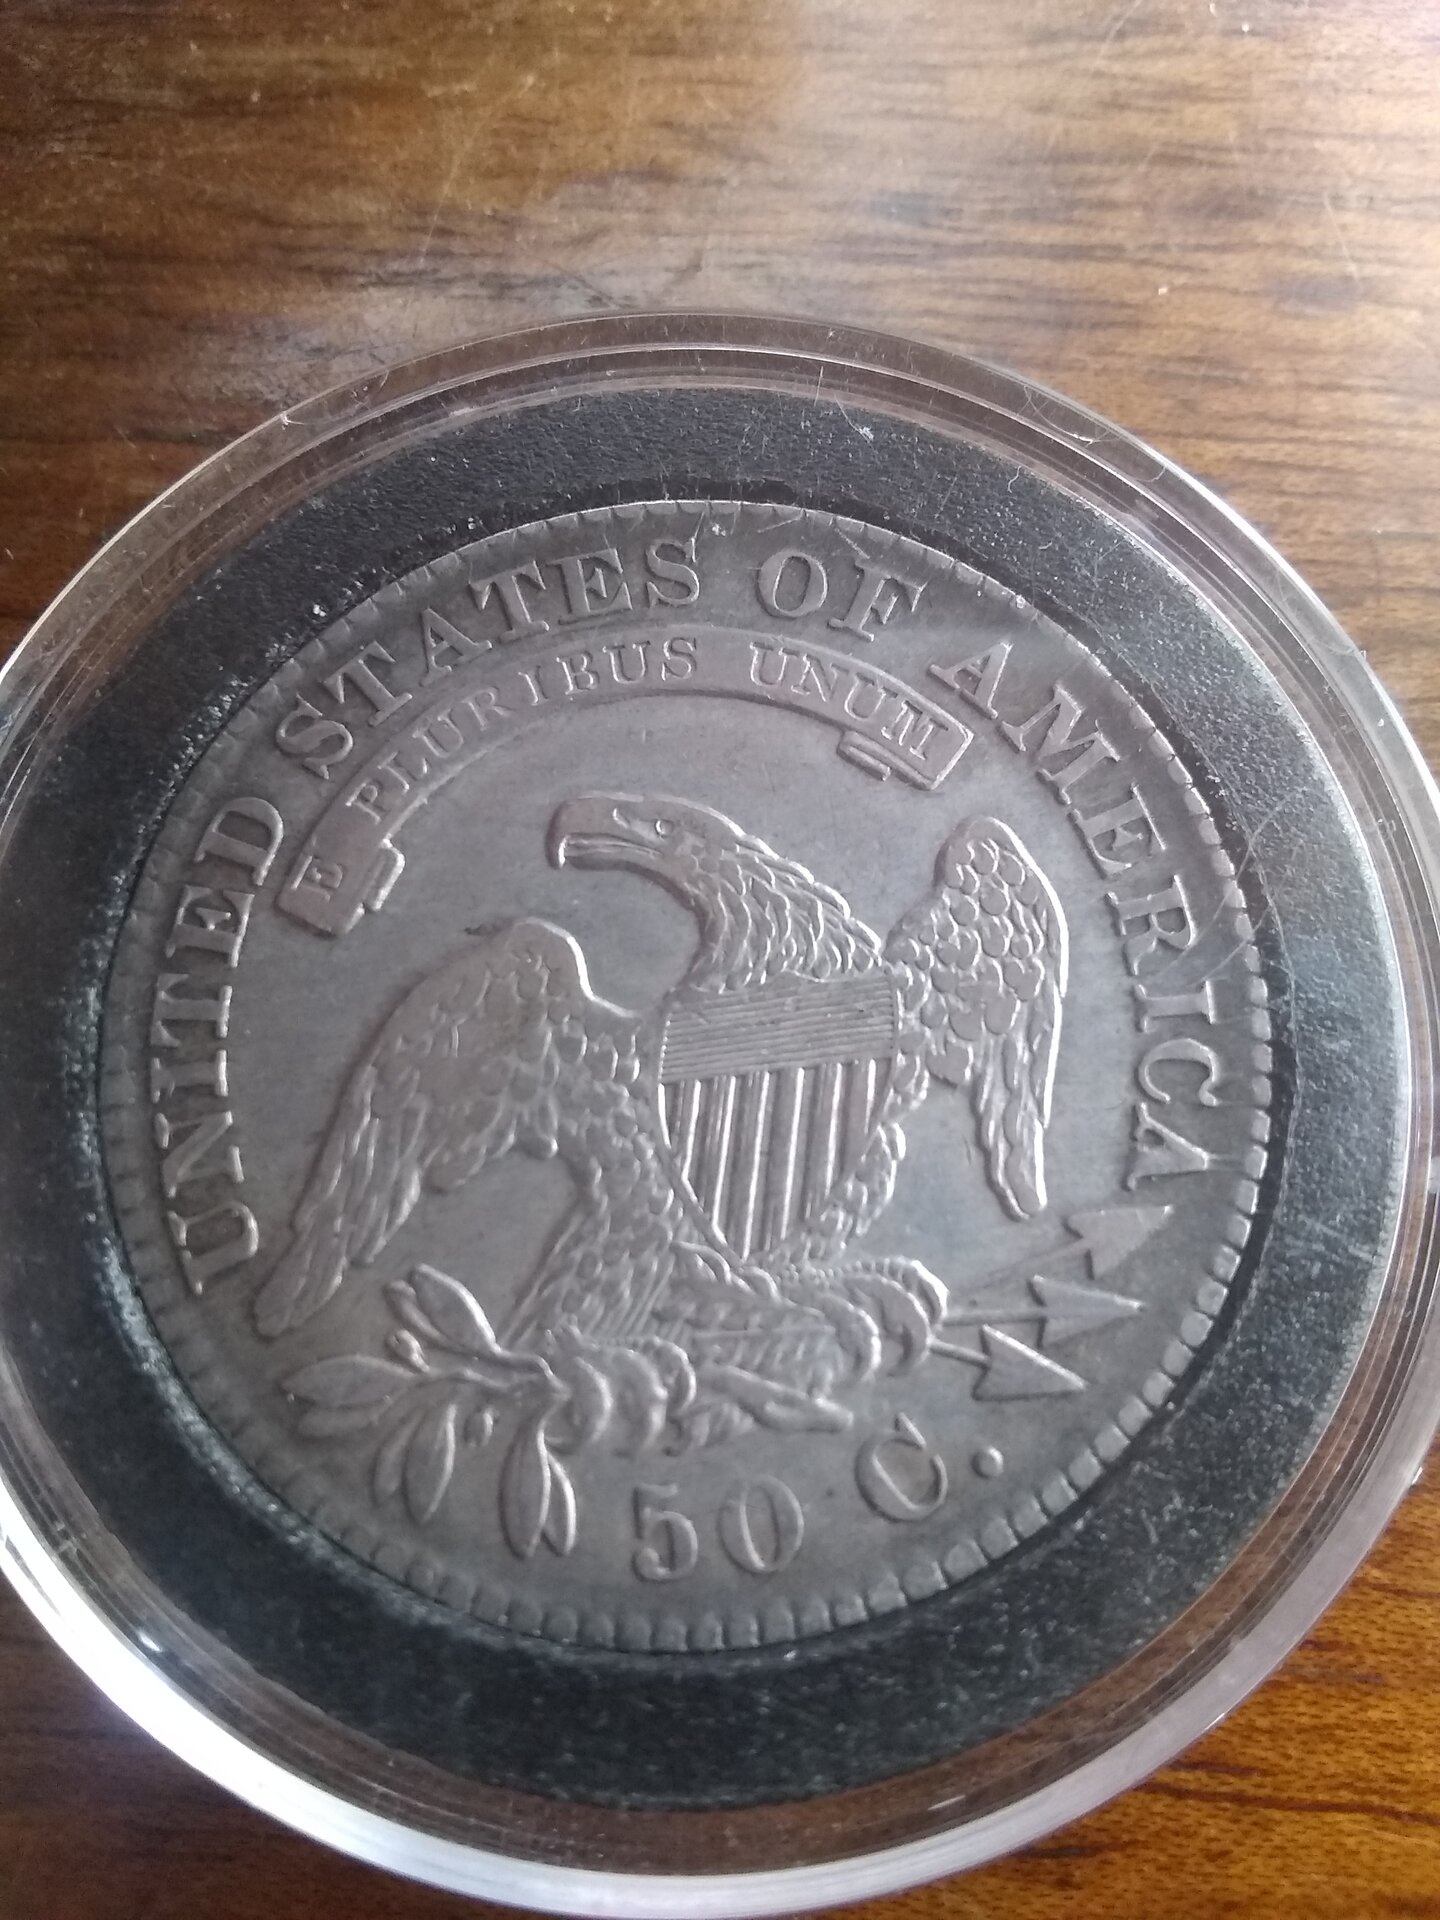 UNITED STATES OF AMERICA
E PLURIBUS UNUM
50 C.